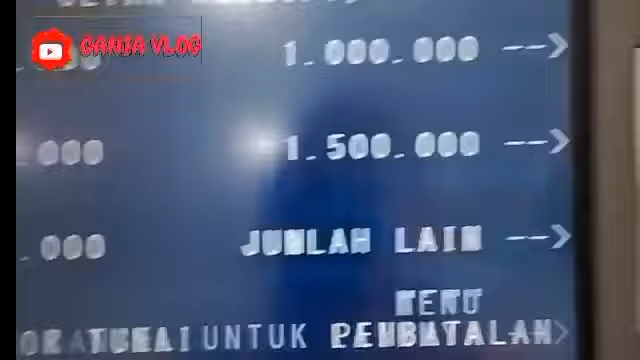 GANJA VLOG
1.000.000 -->
.000 1.500.000 -->
.000 JUMLAH LAIN -->
MENU
UNTUK PEMBATALAN>